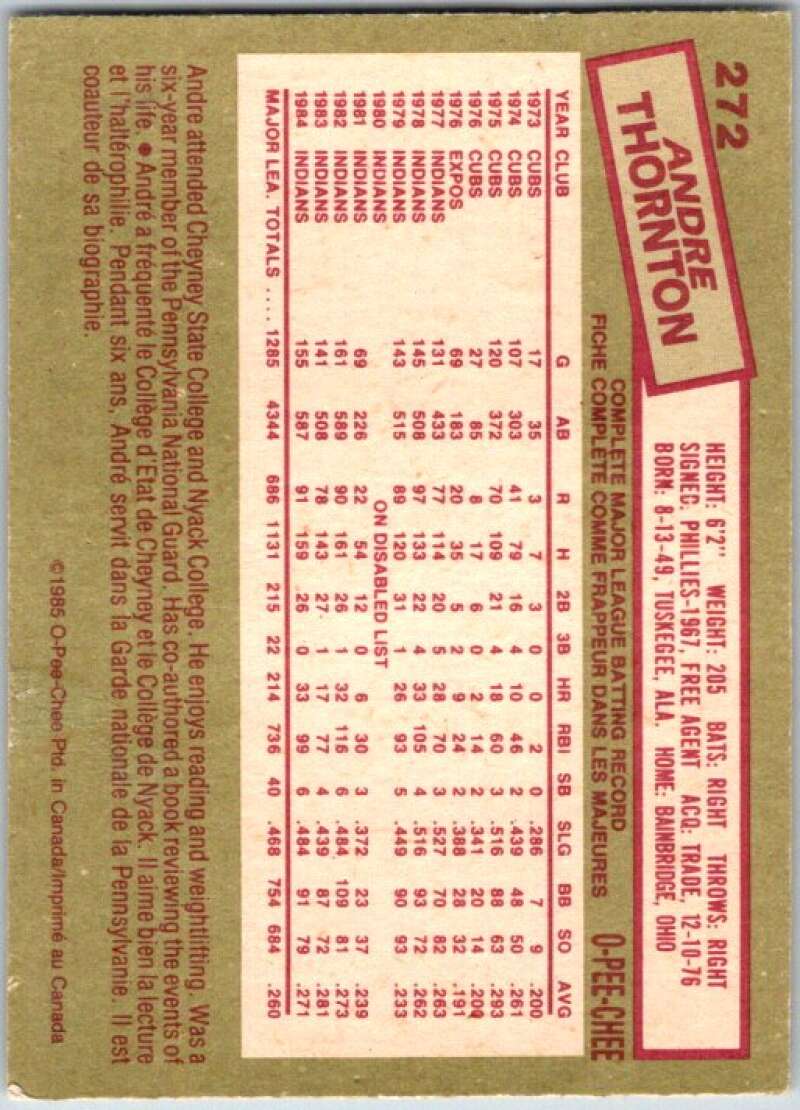 272
ANDRE
THORNTON
HEIGHT: 6'2" WEIGHT: 205 BATS: RIGHT THROWS: RIGHT
SIGNED: PHILLIES-1967, FREE AGENT ACQ: TRADE, 12-10-76
BORN: 8-13-49, TUSKEGEE, ALA. HOME: BAINBRIDGE, OHIO
COMPLETE MAJOR LEAGUE BATTING RECORD
FICHE COMPLETE COMME FRAPPEUR DANS LES MAJEURES O-PEE-CHEE
YEAR CLUB G AB R H 2B 3B HR RBI SB SLG BB SO AVG
1973 CUBS 17 35 3 7 3 0 0 2 0 .286 7 9 .200
1974 CUBS 107 303 41 79 16 4 10 46 2 .439 48 50 .261
1975 CUBS 120 372 70 109 21 4 18 60 3 .516 88 63 .293
1976 CUBS 27 85 8 17 6 0 2 14 2 .341 20 14 .200
1976 EXPOS 69 183 20 35 5 2 9 24 2 .388 28 32 .191
1977 INDIANS 131 433 77 114 20 5 28 70 3 .527 70 82 .263
1978 INDIANS 145 508 97 133 22 4 33 105 4 .516 93 72 .262
1979 INDIANS 143 515 89 120 31 1 26 93 5 .449 90 93 .233
1980 INDIANS ON DISABLED LIST
1981 INDIANS 69 226 22 54 12 0 6 30 3 .372 23 37 .239
1982 INDIANS 161 589 90 161 26 1 32 116 6 .484 109 81 .273
1983 INDIANS 141 508 78 143 27 1 17 77 4 .439 87 72 .281
1984 INDIANS 155 587 91 159 26 0 33 99 6 .484 91 79 .271
MAJOR LEA. TOTALS .... 1285 4344 686 1131 215 22 214 736 40 .468 754 684 .260
Andre attended Cheyney State College and Nyack College. He enjoys reading and weightlifting. Was a
six-year member of the Pennsylvania National Guard. Has co-authored a book reviewing the events of
his life. ● André a fréquenté le Collège d'Etat de Cheyney et le Collège de Nyack. Il aime bien la lecture
et l'haltérophilie. Pendant six ans, André servit dans la Garde nationale de la Pennsylvanie. Il est
coauteur de sa biographie.
©1985 O-Pee-Chee Ptd. in Canada/Imprimé au Canada